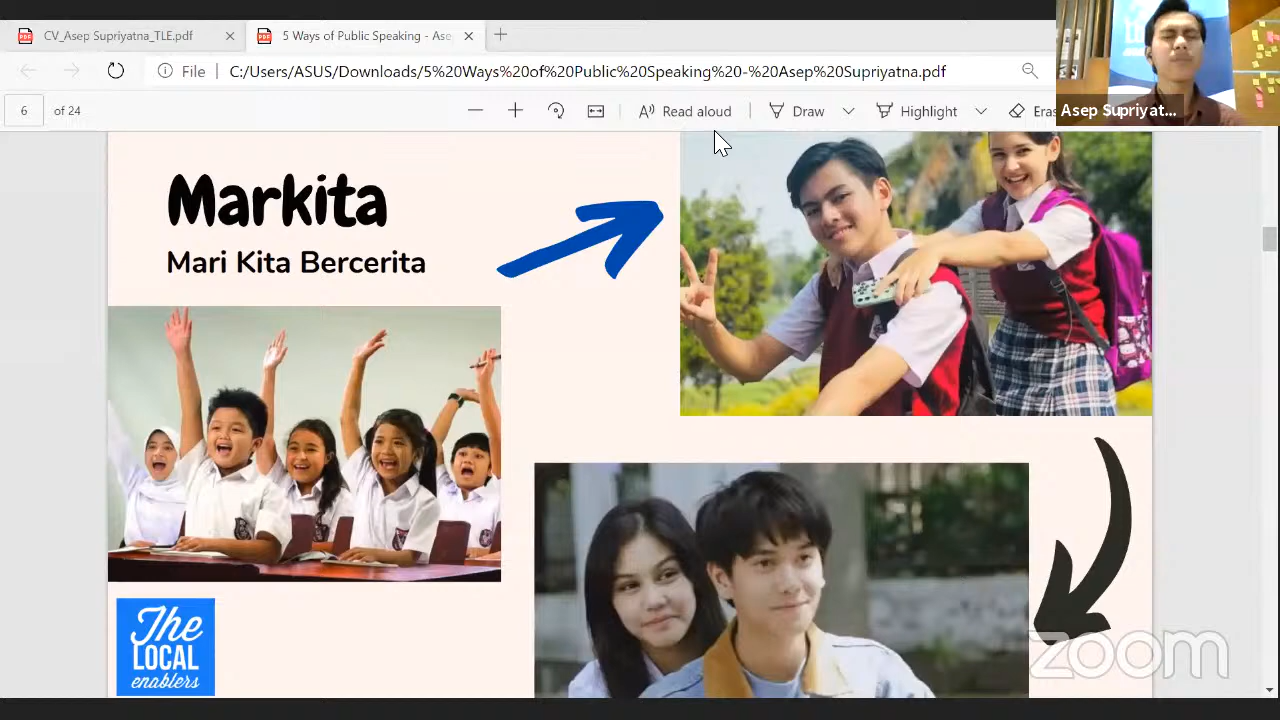 CV_Asep Supriyatna_TLE.pdf
5 Ways of Public Speaking - Ase
File
C:/Users/ASUS/Downloads/5%20Ways%20of%20Public%20Speaking%20-%20Asep%20Supriyatna.pdf
6 of 24
Read aloud
Draw
Highlight
Eras
Asep Supriyat...
Markita
Mari Kita Bercerita
The
LOCAL
enablers
zoom